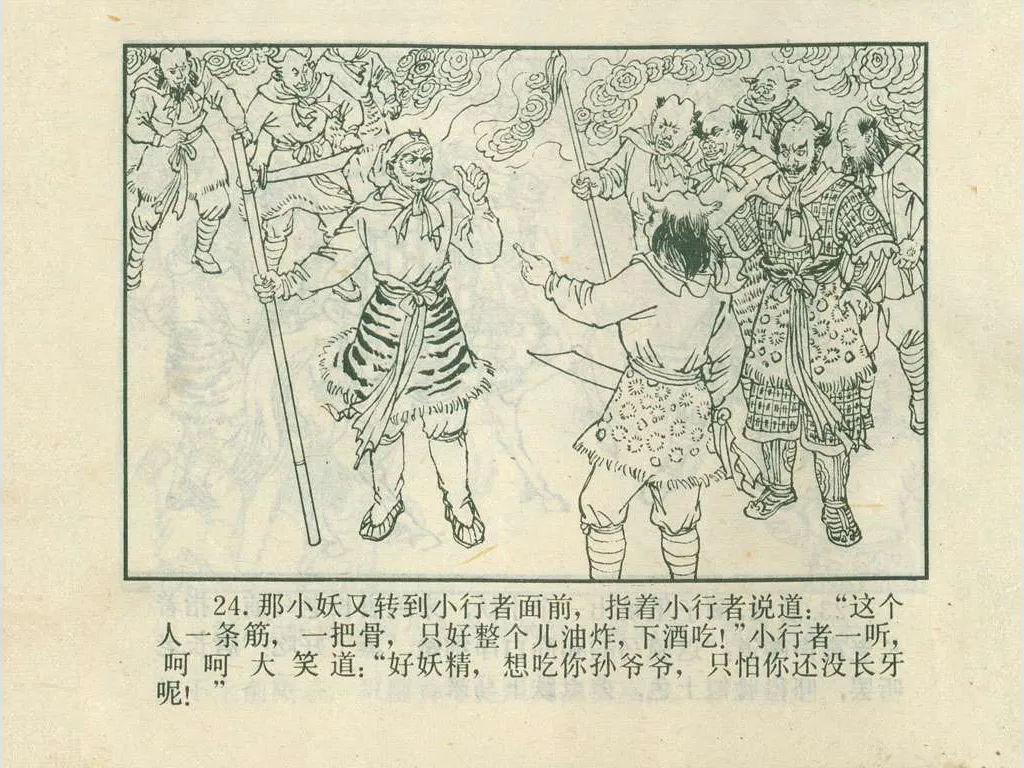 24. 那小妖又转到小行者面前，指着小行者说道：“这个
人一条筋，一把骨，只好整个儿油炸，下酒吃！”小行者一听，
呵呵大笑道：“好妖精，想吃你孙爷爷，只怕你还没长牙
呢！”